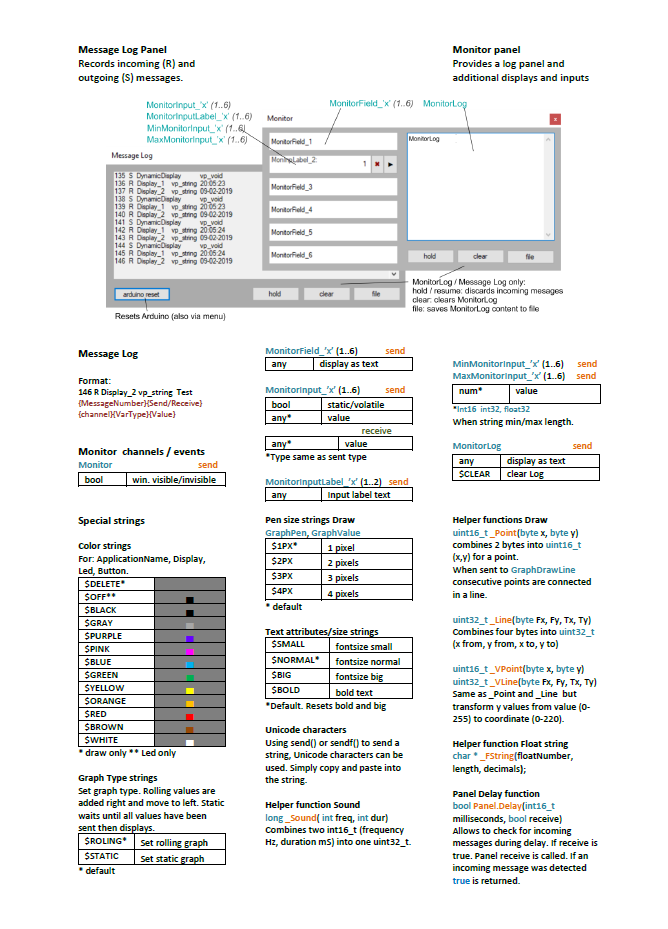 Message Log Panel
Records incoming (R) and
outgoing (S) messages.
Monitor panel
Provides a log panel and
additional displays and inputs
MonitorInput_'x' (1..6)
MonitorInputLabel_'x' (1..6)
MinMonitorInput_'x' (1..6)
MaxMonitorInput_'x' (1..6)
MonitorField_'x' (1..6)
MonitorLog
Monitor
x
MonitorField_1
MonInpLabel_2:
1
MonitorField_3
MonitorField_4
MonitorField_5
MonitorField_6
MonitorLog
hold
clear
file
Message Log
135 S DynamicDisplay vp_void
136 R Display_1 vp_string 20:05:23
137 R Display_2 vp_string 09-02-2019
138 S DynamicDisplay vp_void
139 R Display_1 vp_string 20:05:23
140 R Display_2 vp_string 09-02-2019
141 S DynamicDisplay vp_void
142 R Display_1 vp_string 20:05:24
143 R Display_2 vp_string 09-02-2019
144 S DynamicDisplay vp_void
145 R Display_1 vp_string 20:05:24
146 R Display_2 vp_string 09-02-2019
arduino reset
hold
clear
file
Resets Arduino (also via menu)
MonitorLog / Message Log only:
hold / resume: discards incoming mesages
clear: clears MonitorLog
file: saves MonitorLog content to file
Message Log
Format:
146 R Display_2 vp_string Test
{MessageNumber}{Send/Receive}
{channel}{VarType}{Value}
Monitor channels / events
Monitor send
bool win. visible/invisible
MonitorField_'x' (1..6) send
any display as text
MonitorInput_'x' (1..6) send
bool static/volatile
any* value
receive
any* value
*Type same as sent type
MonitorInputLabel_'x' (1..2) send
any Input label text
MinMonitorInput_'x' (1..6) send
MaxMonitorInput_'x' (1..6) send
num* value
*Int16 int32, float32
When string min/max length.
MonitorLog send
any display as text
$CLEAR clear Log
Special strings
Color strings
For: ApplicationName, Display,
Led, Button.
$DELETE*
$OFF**
$BLACK
$GRAY
$PURPLE
$PINK
$BLUE
$GREEN
$YELLOW
$ORANGE
$RED
$BROWN
$WHITE
* draw only ** Led only
Graph Type strings
Set graph type. Rolling values are
added right and move to left. Static
waits until all values have been
sent then displays.
$ROLING* Set rolling graph
$STATIC Set static graph
* default
Pen size strings Draw
GraphPen, GraphValue
$1PX* 1 pixel
$2PX 2 pixels
$3PX 3 pixels
$4PX 4 pixels
* default
Text attributes/size strings
$SMALL fontsize small
$NORMAL* fontsize normal
$BIG fontsize big
$BOLD bold text
*Default. Resets bold and big
Unicode characters
Using send() or sendf() to send a
string, Unicode characters can be
used. Simply copy and paste into
the string.
Helper function Sound
long _Sound( int freq, int dur)
Combines two int16_t (frequency
Hz, duration mS) into one uint32_t.
Helper functions Draw
uint16_t _Point(byte x, byte y)
combines 2 bytes into uint16_t
(x,y) for a point.
When sent to GraphDrawLine
consecutive points are connected
in a line.
uint32_t _Line(byte Fx, Fy, Tx, Ty)
Combines four bytes into uint32_t
(x from, y from, x to, y to)
uint16_t _VPoint(byte x, byte y)
uint32_t _VLine(byte Fx, Fy, Tx, Ty)
Same as _Point and _Line but
transform y values from value (0-
255) to coordinate (0-220).
Helper function Float string
char * _FString(floatNumber,
length, decimals);
Panel Delay function
bool Panel.Delay(int16_t
milliseconds, bool receive)
Allows to check for incoming
messages during delay. If receive is
true. Panel receive is called. If an
incoming message was detected
true is returned.